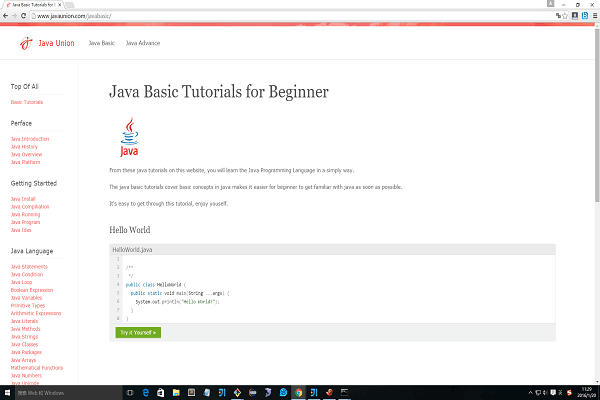 Java Basic Tutorials for B
www.javaunion.com/javabasic/
Java Union
Java Basic
Java Advance
Top Of All
Basic Tutorials
Perface
Java Introduction
Java History
Java Overview
Java Platform
Getting Startted
Java Install
Java Compilation
Java Running
Java Program
Java Ides
Java Language
Java Statements
Java Condition
Java Loop
Boolean Expression
Java Variables
Primitive Types
Arithmetic Expressions
Java Literals
Java Methods
Java Strings
Java Classes
Java Packages
Java Arrays
Mathematical Functions
Java Numbers
Java Unicode
Java Basic Tutorials for Beginner
Java
From these java tutorials on this website, you will learn the Java Programming Language in a simply way.
The java basic tutorials cover basic concepts in java makes it easier for beginner to get familiar with java as soon as possible.
It's easy to get through this tutorial, enjoy youself.
Hello World
HelloWorld.java
1
2 /**
3 */
4 public class HelloWorld {
5 public static void main(String ...args) {
6 System.out.println("Hello World!");
7 }
8 }
Try it Yourself »
搜索 Web 和 Windows
11:29
2016/1/20